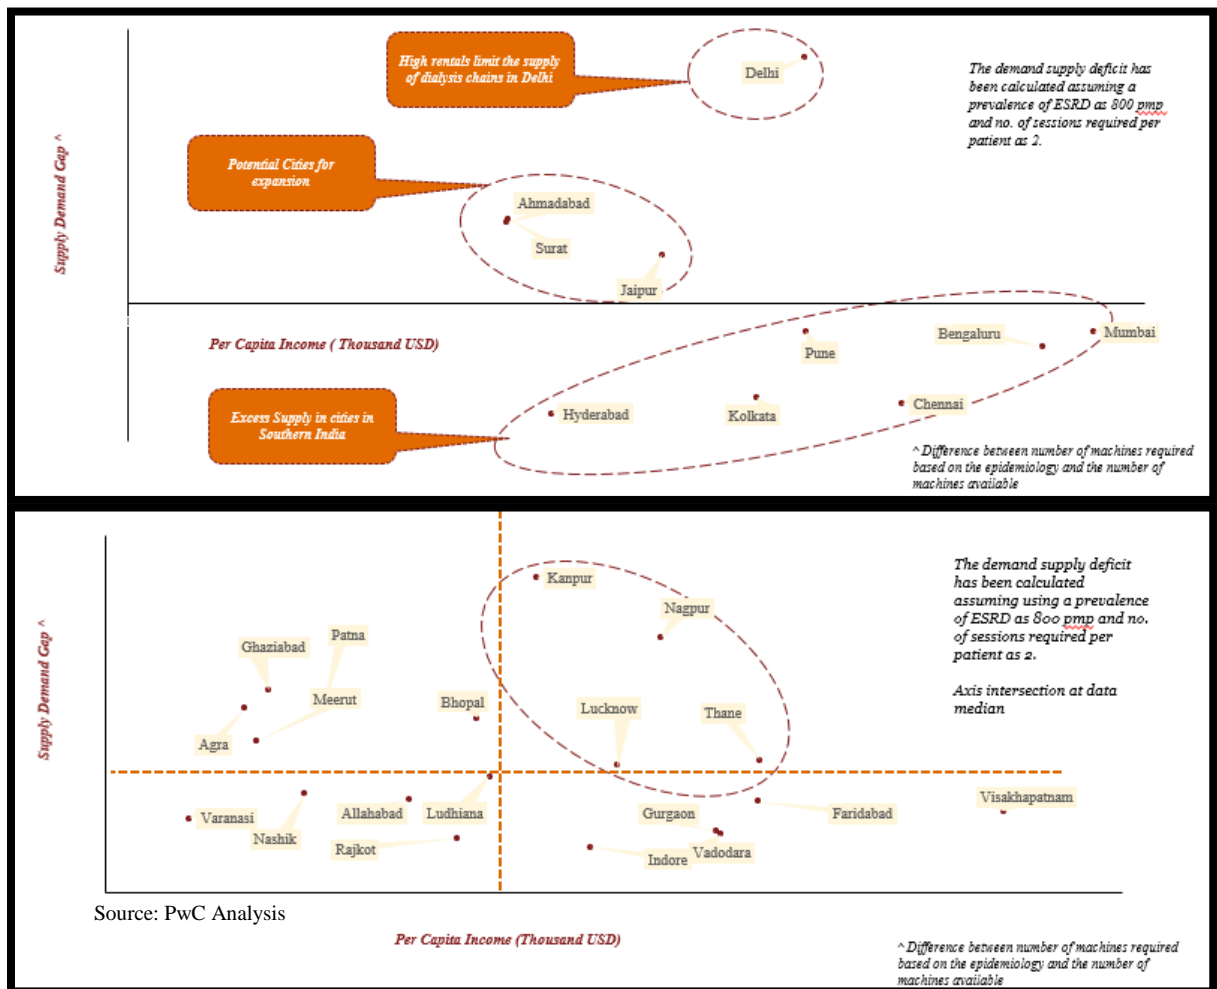 High rentals limit the supply
of dialysis chains in Delhi
Delhi
The demand supply deficit has
been calculated assuming a
prevalence of ESRD as 800 pmp
and no. of sessions required per
patient as 2.
Supply Demand Gap ^
Potential Cities for
expansion
Ahmadabad
Surat
Jaipur
Per Capita Income ( Thousand USD)
Pune
Bengaluru
Mumbai
Excess Supply in cities in
Southern India
Hyderabad
Kolkata
Chennai
^ Difference between number of machines required
based on the epidemiology and the number of
machines available
Kanpur
Nagpur
The demand supply deficit
has been calculated
assuming using a prevalence
of ESRD as 800 pmp and no.
of sessions required per
patient as 2.
Axis intersection at data
median
Supply Demand Gap ^
Patna
Ghaziabad
Meerut
Bhopal
Lucknow
Thane
Agra
Varanasi
Nashik
Allahabad
Rajkot
Ludhiana
Gurgaon
Indore
Vadodara
Faridabad
Visakhapatnam
Source: PwC Analysis
Per Capita Income (Thousand USD)
^ Difference between number of machines required
based on the epidemiology and the number of
machines available